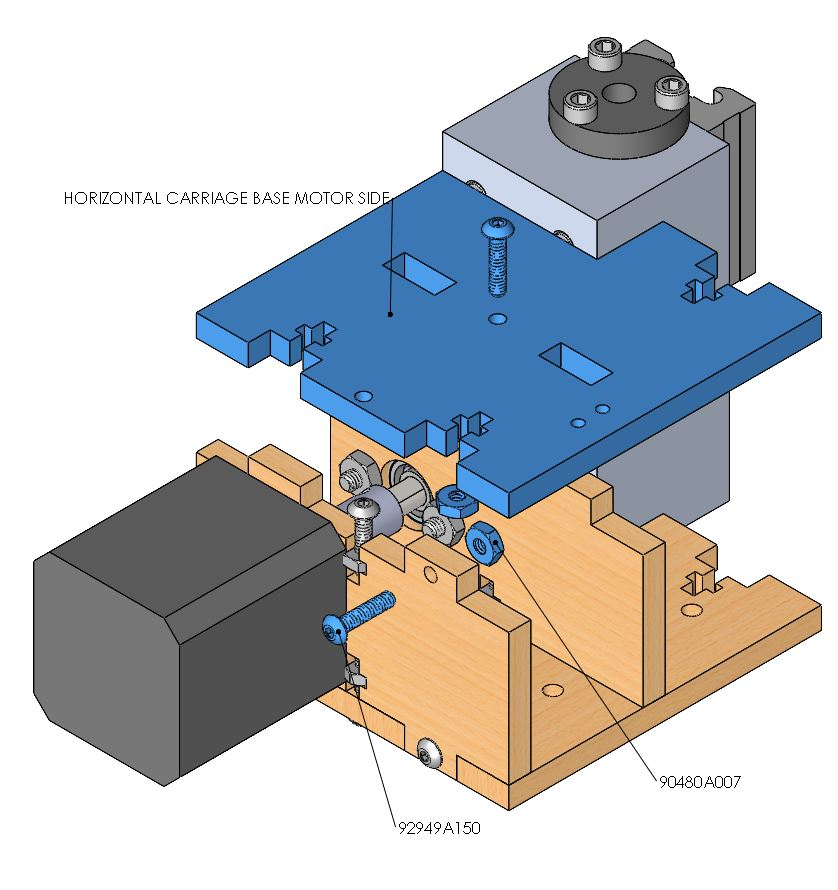 HORIZONTAL CARRIAGE BASE MOTOR SIDE
90480A007
92949A150